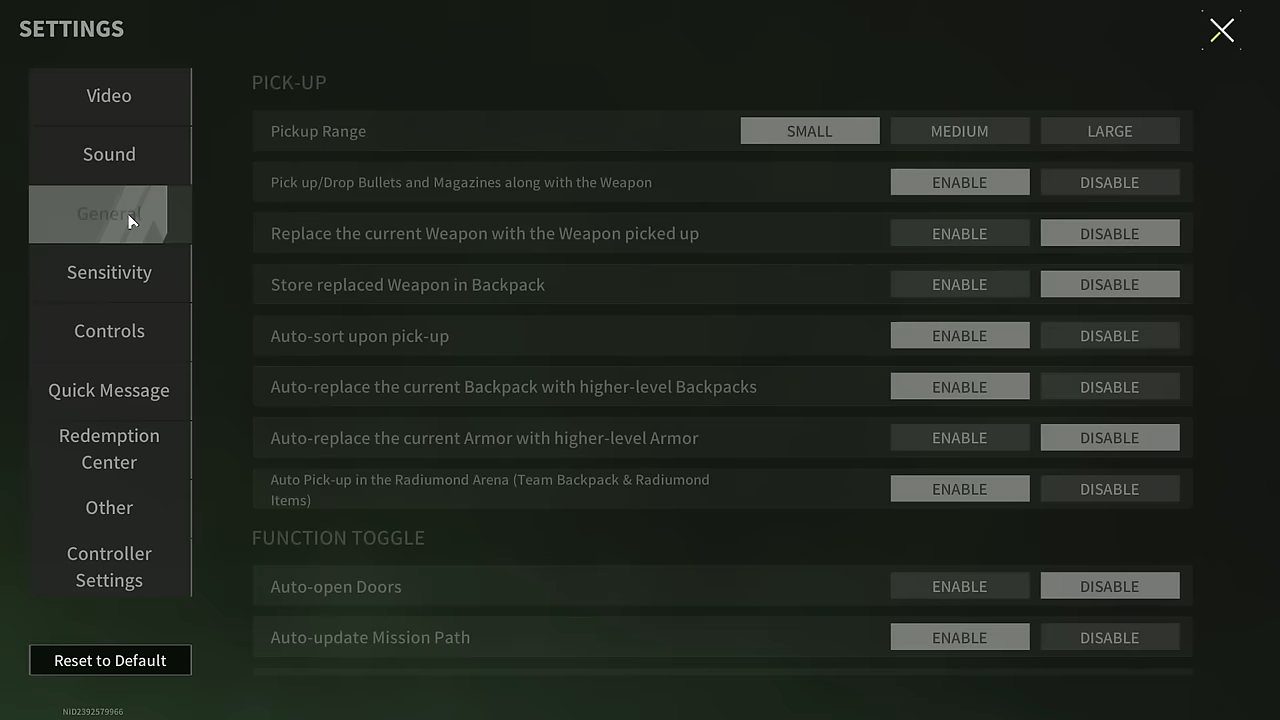 SETTINGS
Video
Sound
General
Sensitivity
Controls
Quick Message
Redemption
Center
Other
Controller
Settings
Reset to Default
NID2392579966
PICK-UP
Pickup Range SMALL MEDIUM LARGE
Pick up/Drop Bullets and Magazines along with the Weapon ENABLE DISABLE
Replace the current Weapon with the Weapon picked up ENABLE DISABLE
Store replaced Weapon in Backpack ENABLE DISABLE
Auto-sort upon pick-up ENABLE DISABLE
Auto-replace the current Backpack with higher-level Backpacks ENABLE DISABLE
Auto-replace the current Armor with higher-level Armor ENABLE DISABLE
Auto Pick-up in the Radiumond Arena (Team Backpack & Radiumond
Items) ENABLE DISABLE
FUNCTION TOGGLE
Auto-open Doors ENABLE DISABLE
Auto-update Mission Path ENABLE DISABLE